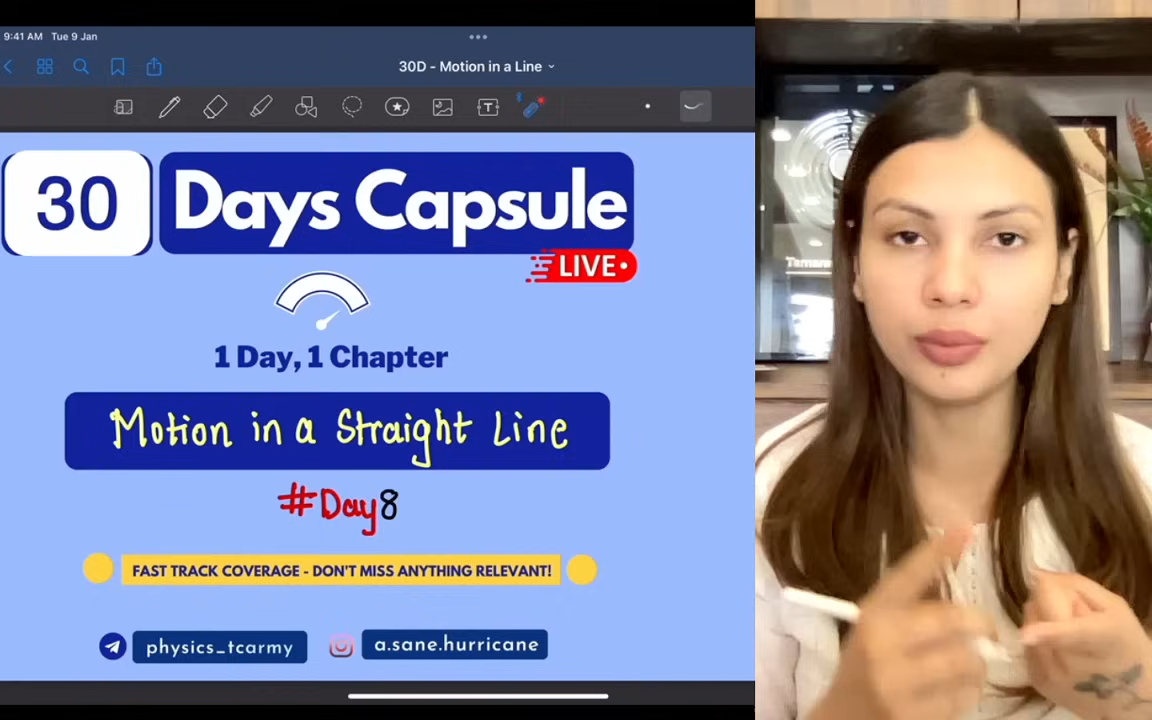 9:41 AM Tue 9 Jan
30D - Motion in a Line
T
30 Days Capsule
LIVE
1 Day, 1 Chapter
Motion in a Straight Line
#Day8
FAST TRACK COVERAGE - DON'T MISS ANYTHING RELEVANT!
physics_tcarmy a.sane.hurricane